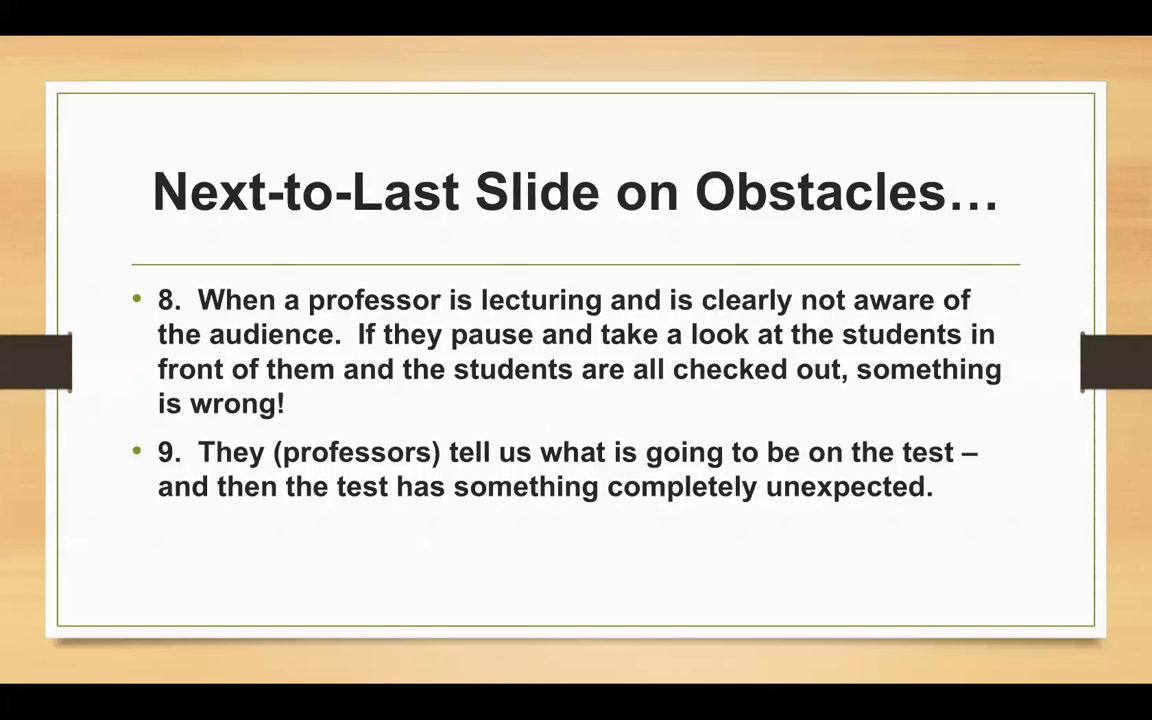 Next-to-Last Slide on Obstacles…
• 8.  When a professor is lecturing and is clearly not aware of
the audience.  If they pause and take a look at the students in
front of them and the students are all checked out, something
is wrong!
• 9.  They (professors) tell us what is going to be on the test –
and then the test has something completely unexpected.